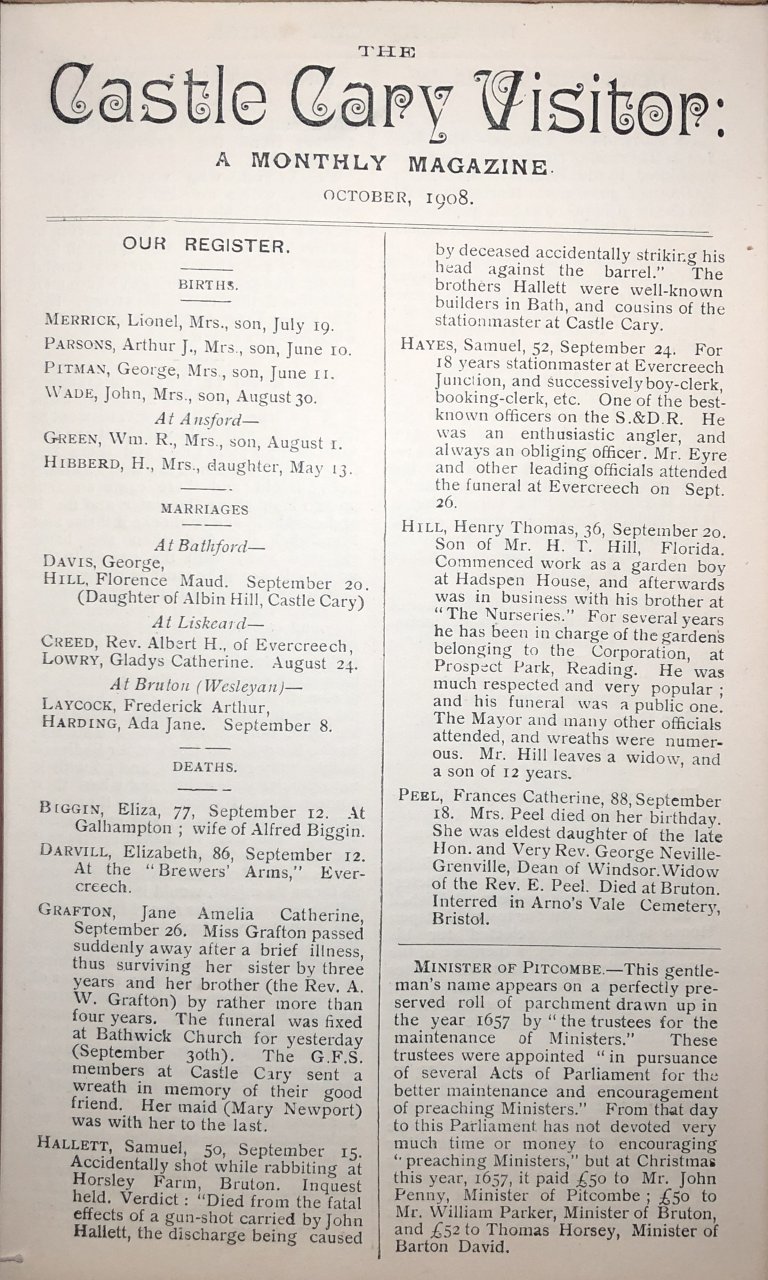 THE
Castle Cary Visitor:
A MONTHLY MAGAZINE.
OCTOBER, 1908.
OUR REGISTER.
BIRTHS.
MERRICK, Lionel, Mrs., son, July 19.
PARSONS, Arthur J., Mrs., son, June 10.
PITMAN, George, Mrs., son, June 11.
WADE, John, Mrs., son, August 30.
At Ansford—
GREEN, Wm. R., Mrs., son, August 1.
HIBBERD, H., Mrs., daughter, May 13.
MARRIAGES
At Bathford—
DAVIS, George,
HILL, Florence Maud. September 20.
(Daughter of Albin Hill, Castle Cary)
At Liskeard—
CREED, Rev. Albert H., of Evercreech,
LOWRY, Gladys Catherine. August 24.
At Bruton (Wesleyan)—
LAYCOCK, Frederick Arthur,
HARDING, Ada Jane. September 8.
DEATHS.
BIGGIN, Eliza, 77, September 12. At
Galhampton ; wife of Alfred Biggin.
DARVILL, Elizabeth, 86, September 12.
At the "Brewers' Arms," Ever-
creech.
GRAFTON, Jane Amelia Catherine,
September 26. Miss Grafton passed
suddenly away after a brief illness,
thus surviving her sister by three
years and her brother (the Rev. A.
W. Grafton) by rather more than
four years. The funeral was fixed
at Bathwick Church for yesterday
(September 30th). The G.F.S.
members at Castle Cary sent a
wreath in memory of their good
friend. Her maid (Mary Newport)
was with her to the last.
HALLETT, Samuel, 50, September 15.
Accidentally shot while rabbiting at
Horsley Farm, Bruton. Inquest
held. Verdict : "Died from the fatal
effects of a gun-shot carried by John
Hallett, the discharge being caused
by deceased accidentally striking his
head against the barrel." The
brothers Hallett were well-known
builders in Bath, and cousins of the
stationmaster at Castle Cary.
HAYES, Samuel, 52, September 24. For
18 years stationmaster at Evercreech
Junction, and successively boy-clerk,
booking-clerk, etc. One of the best-
known officers on the S.&D.R. He
was an enthusiastic angler, and
always an obliging officer. Mr. Eyre
and other leading officials attended
the funeral at Evercreech on Sept.
26.
HILL, Henry Thomas, 36, September 20.
Son of Mr. H. T. Hill, Florida.
Commenced work as a garden boy
at Hadspen House, and afterwards
was in business with his brother at
"The Nurseries." For several years
he has been in charge of the gardens
belonging to the Corporation, at
Prospect Park, Reading. He was
much respected and very popular ;
and his funeral was a public one.
The Mayor and many other officials
attended, and wreaths were numer-
ous. Mr. Hill leaves a widow, and
a son of 12 years.
PEEL, Frances Catherine, 88, September
18. Mrs. Peel died on her birthday.
She was eldest daughter of the late
Hon. and Very Rev. George Neville-
Grenville, Dean of Windsor. Widow
of the Rev. E. Peel. Died at Bruton.
Interred in Arno's Vale Cemetery,
Bristol.
MINISTER OF PITCOMBE.—This gentle-
man's name appears on a perfectly pre-
served roll of parchment drawn up in
the year 1657 by "the trustees for the
maintenance of Ministers." These
trustees were appointed "in pursuance
of several Acts of Parliament for the
better maintenance and encouragement
of preaching Ministers." From that day
to this Parliament has not devoted very
much time or money to encouraging
"preaching Ministers," but at Christmas
this year, 1657, it paid £50 to Mr. John
Penny, Minister of Pitcombe ; £50 to
Mr. William Parker, Minister of Bruton,
and £52 to Thomas Horsey, Minister of
Barton David.